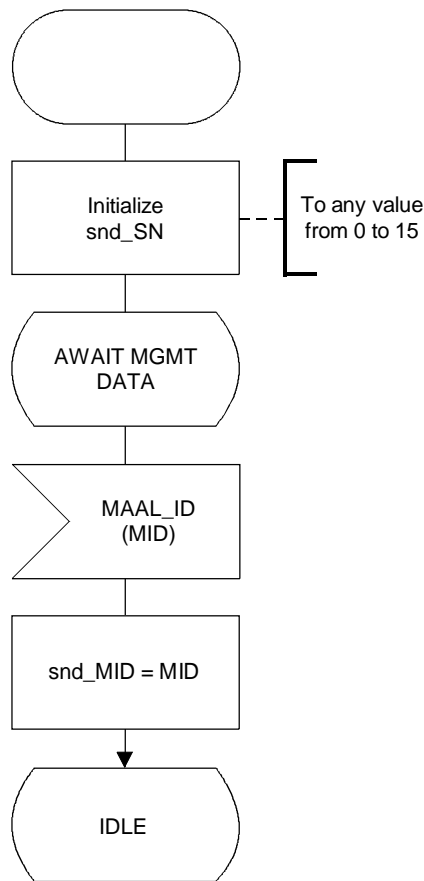 Initialize
snd_SN
To any value
from 0 to 15
AWAIT MGMT
DATA
MAAL_ID
(MID)
snd_MID = MID
IDLE